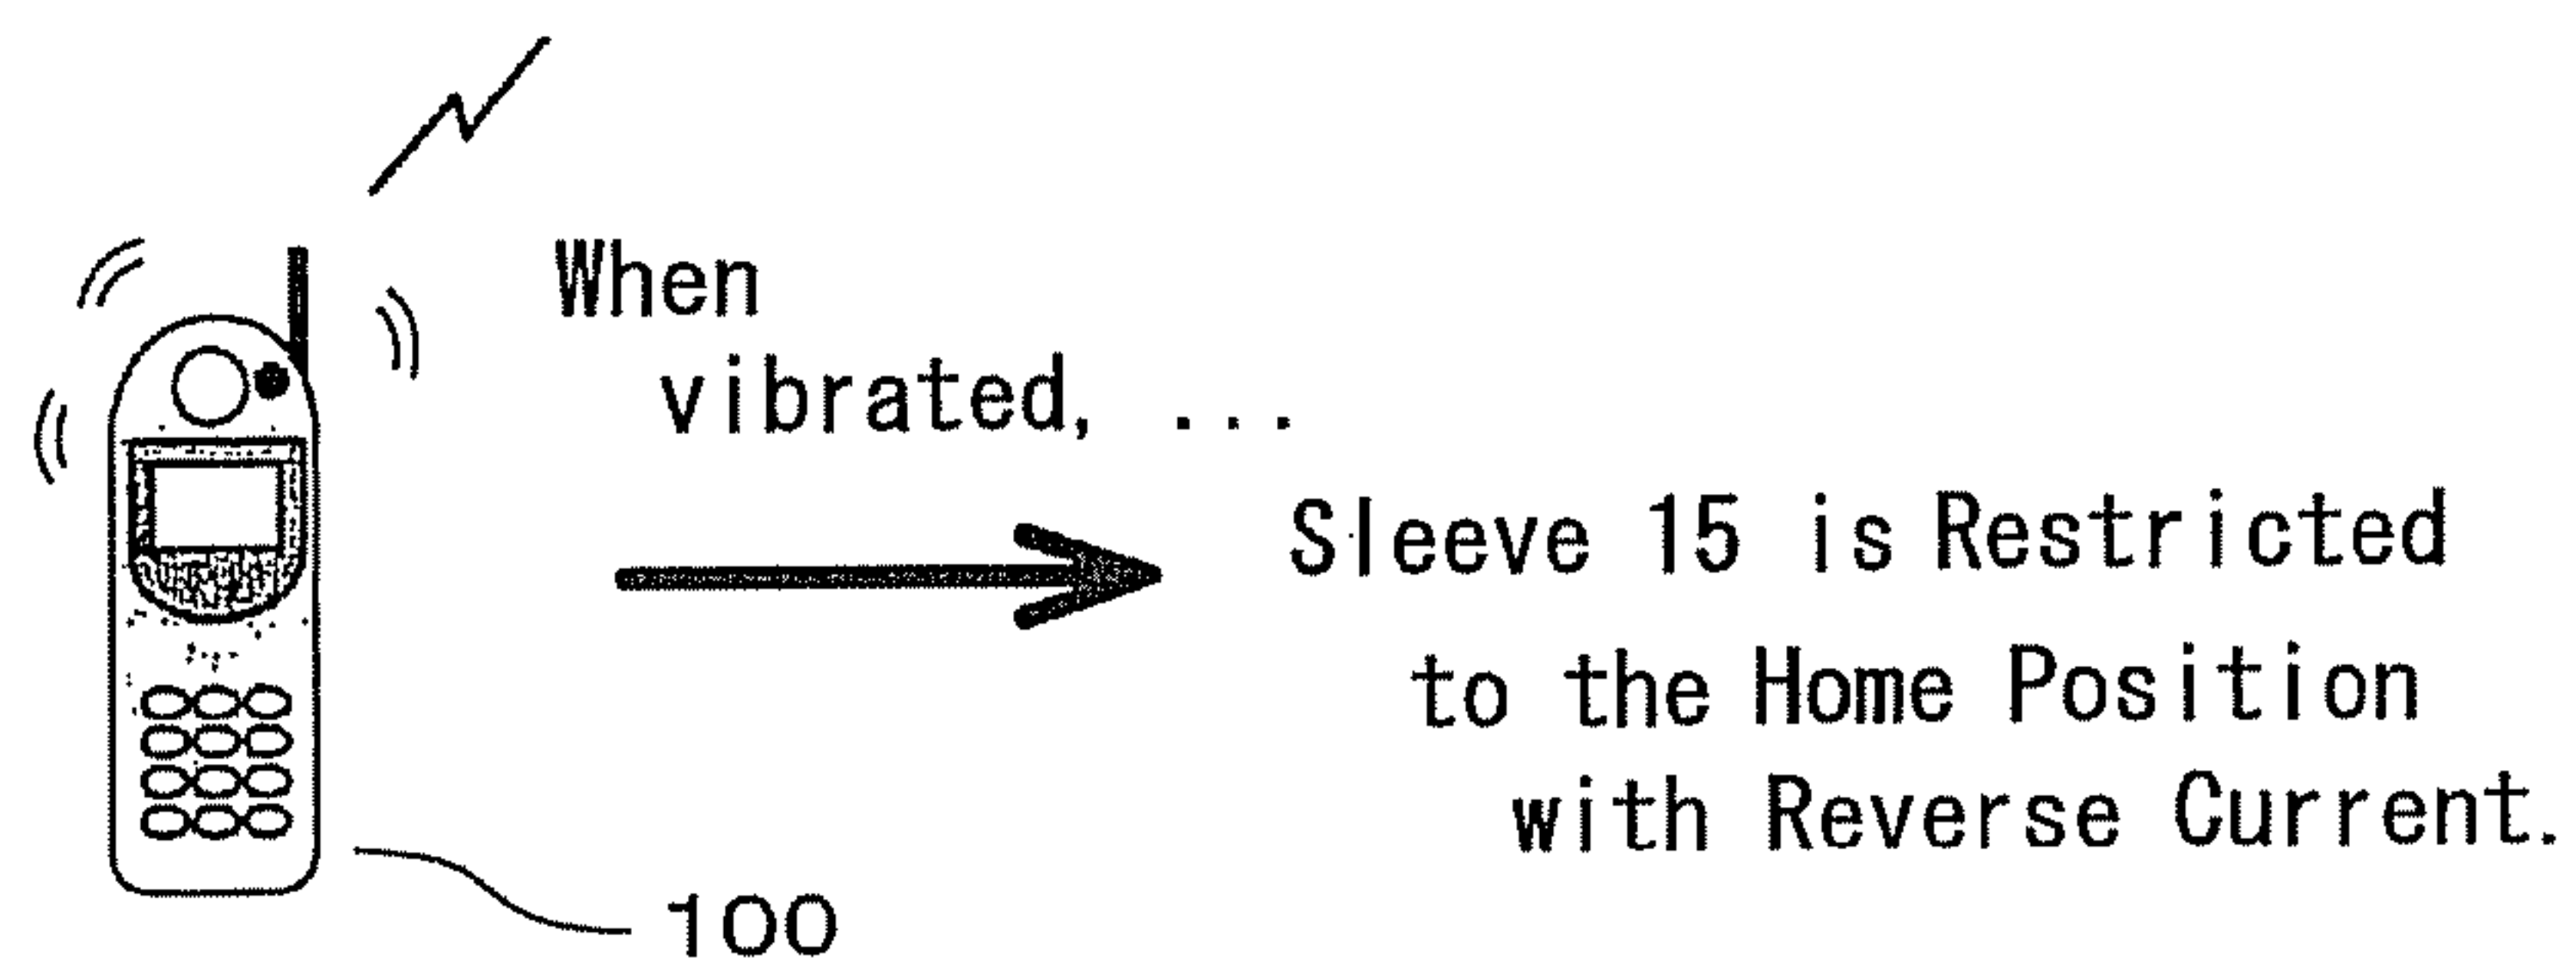 When
vibrated, ...
Sleeve 15 is Restricted
to the Home Position
with Reverse Current.
100